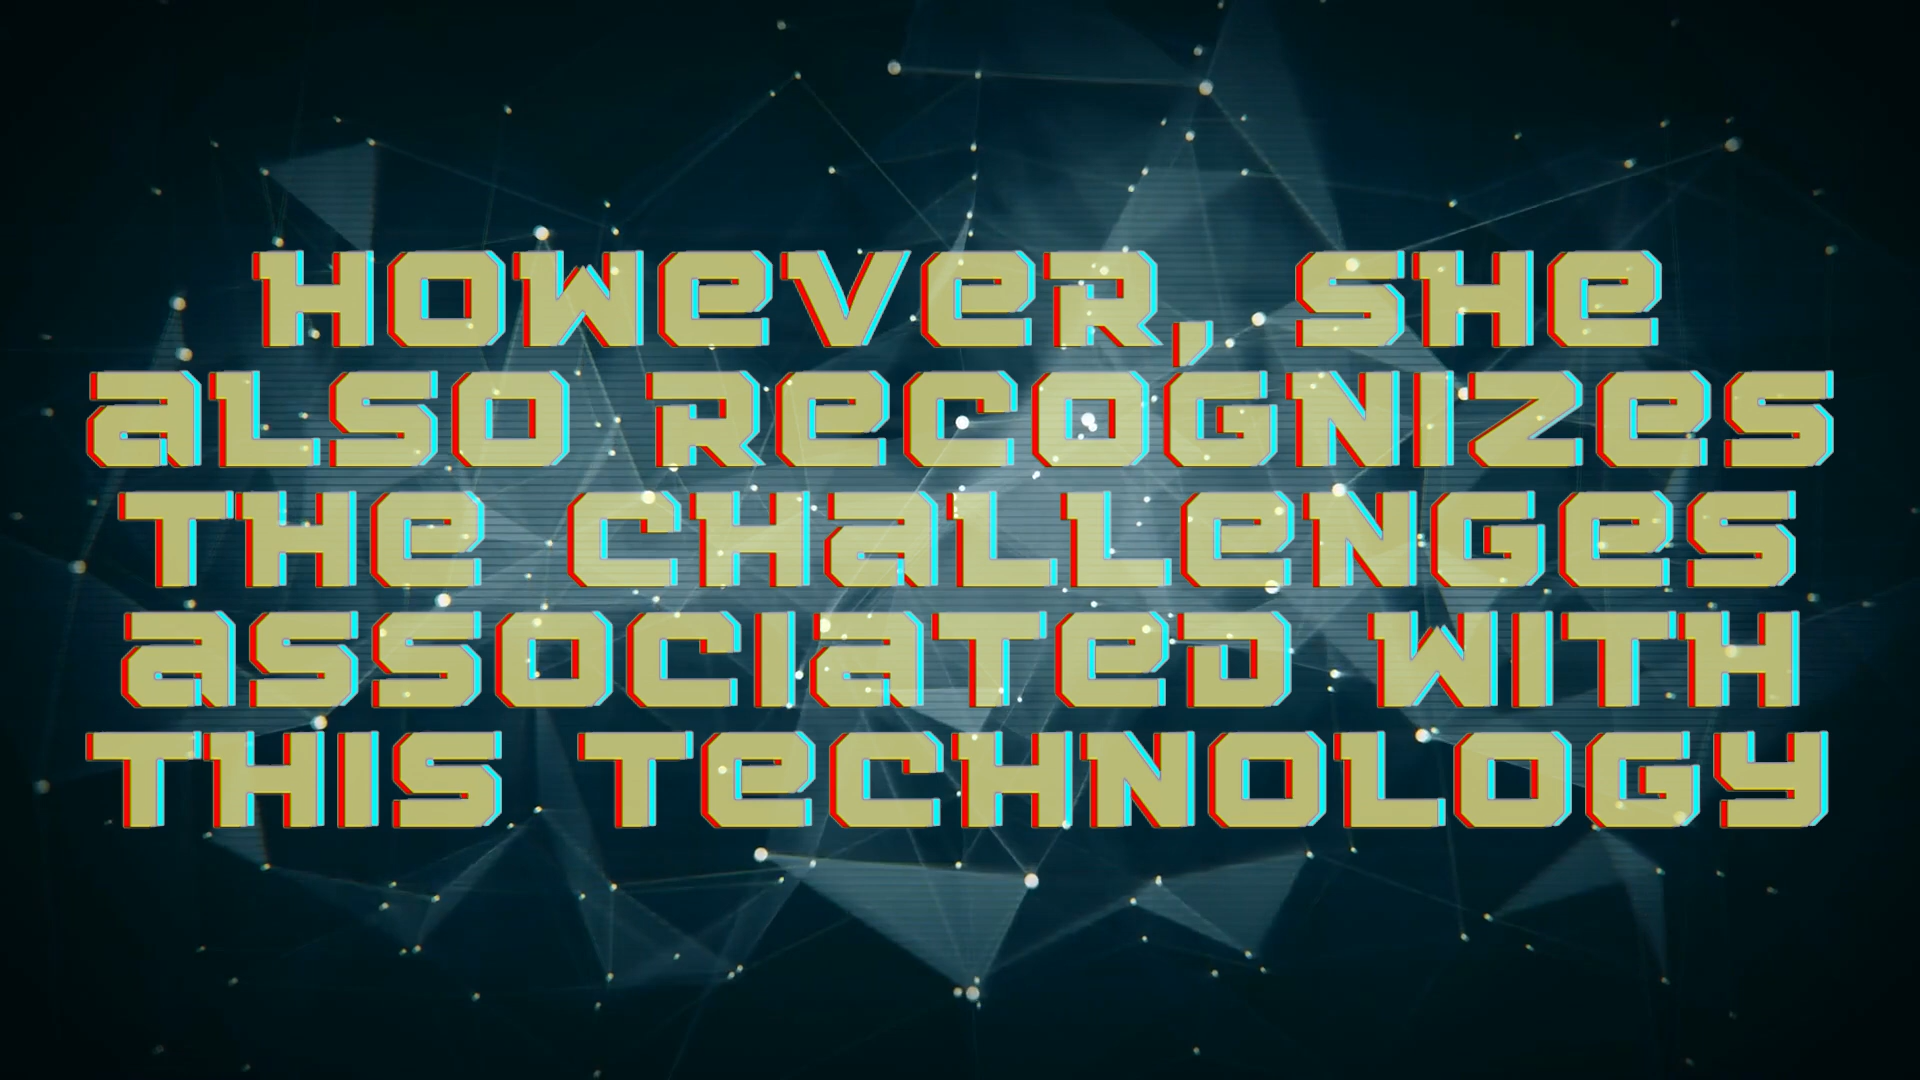 However, she
also recognizes
the challenges
associated with
this technology